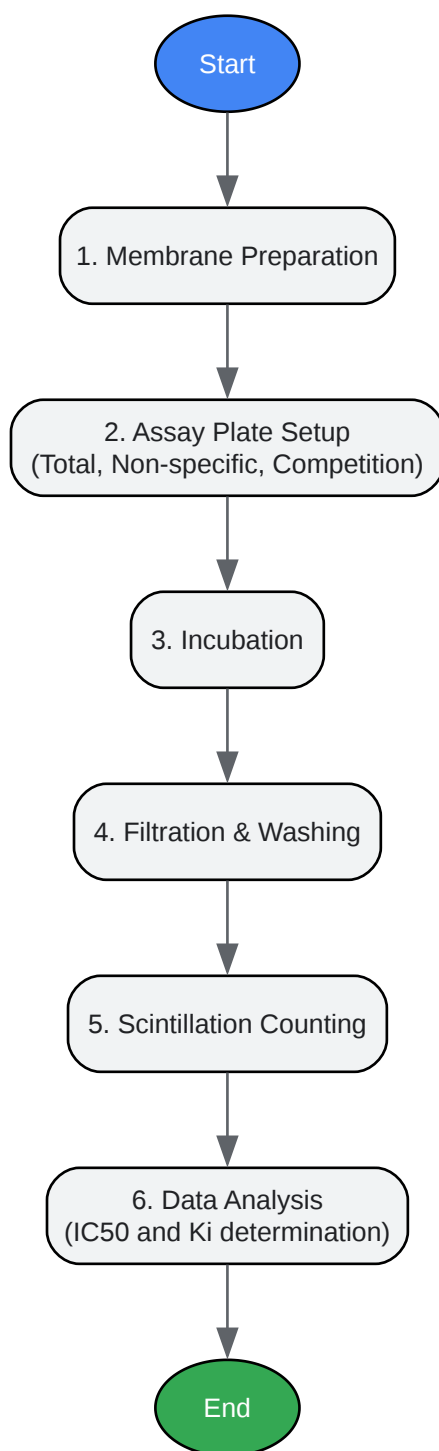 Start
1. Membrane Preparation
2. Assay Plate Setup
(Total, Non-specific, Competition)
3. Incubation
4. Filtration & Washing
5. Scintillation Counting
6. Data Analysis
(IC50 and Ki determination)
End